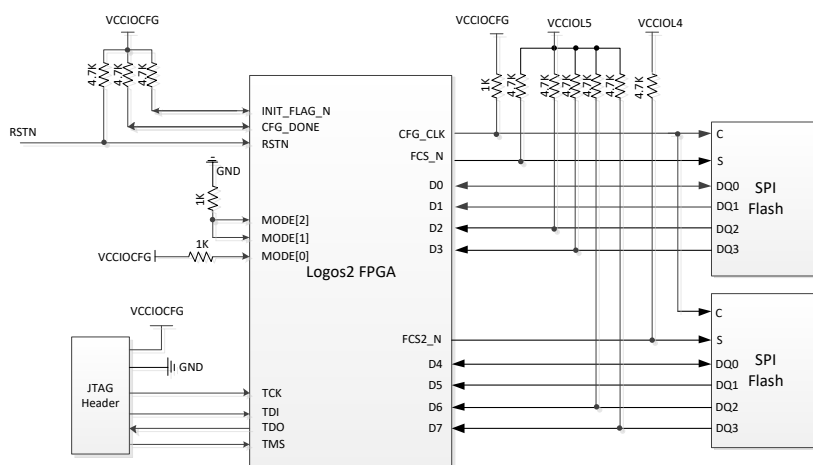 VCCIOCFG
VCCIOCFG
VCCIOL5
VCCIOL4
4.7K
4.7K
4.7K
1K
4.7K
4.7K
4.7K
4.7K
4.7K
4.7K
INIT_FLAG_N
CFG_DONE
RSTN
RSTN
CFG_CLK
FCS_N
D0
D1
D2
D3
C
S
DQ0
DQ1
DQ2
DQ3
SPI
Flash
GND
1K
MODE[2]
MODE[1]
VCCIOCFG
1K
MODE[0]
Logos2 FPGA
VCCIOCFG
GND
JTAG
Header
TCK
TDI
TDO
TMS
FCS2_N
D4
D5
D6
D7
C
S
DQ0
DQ1
DQ2
DQ3
SPI
Flash